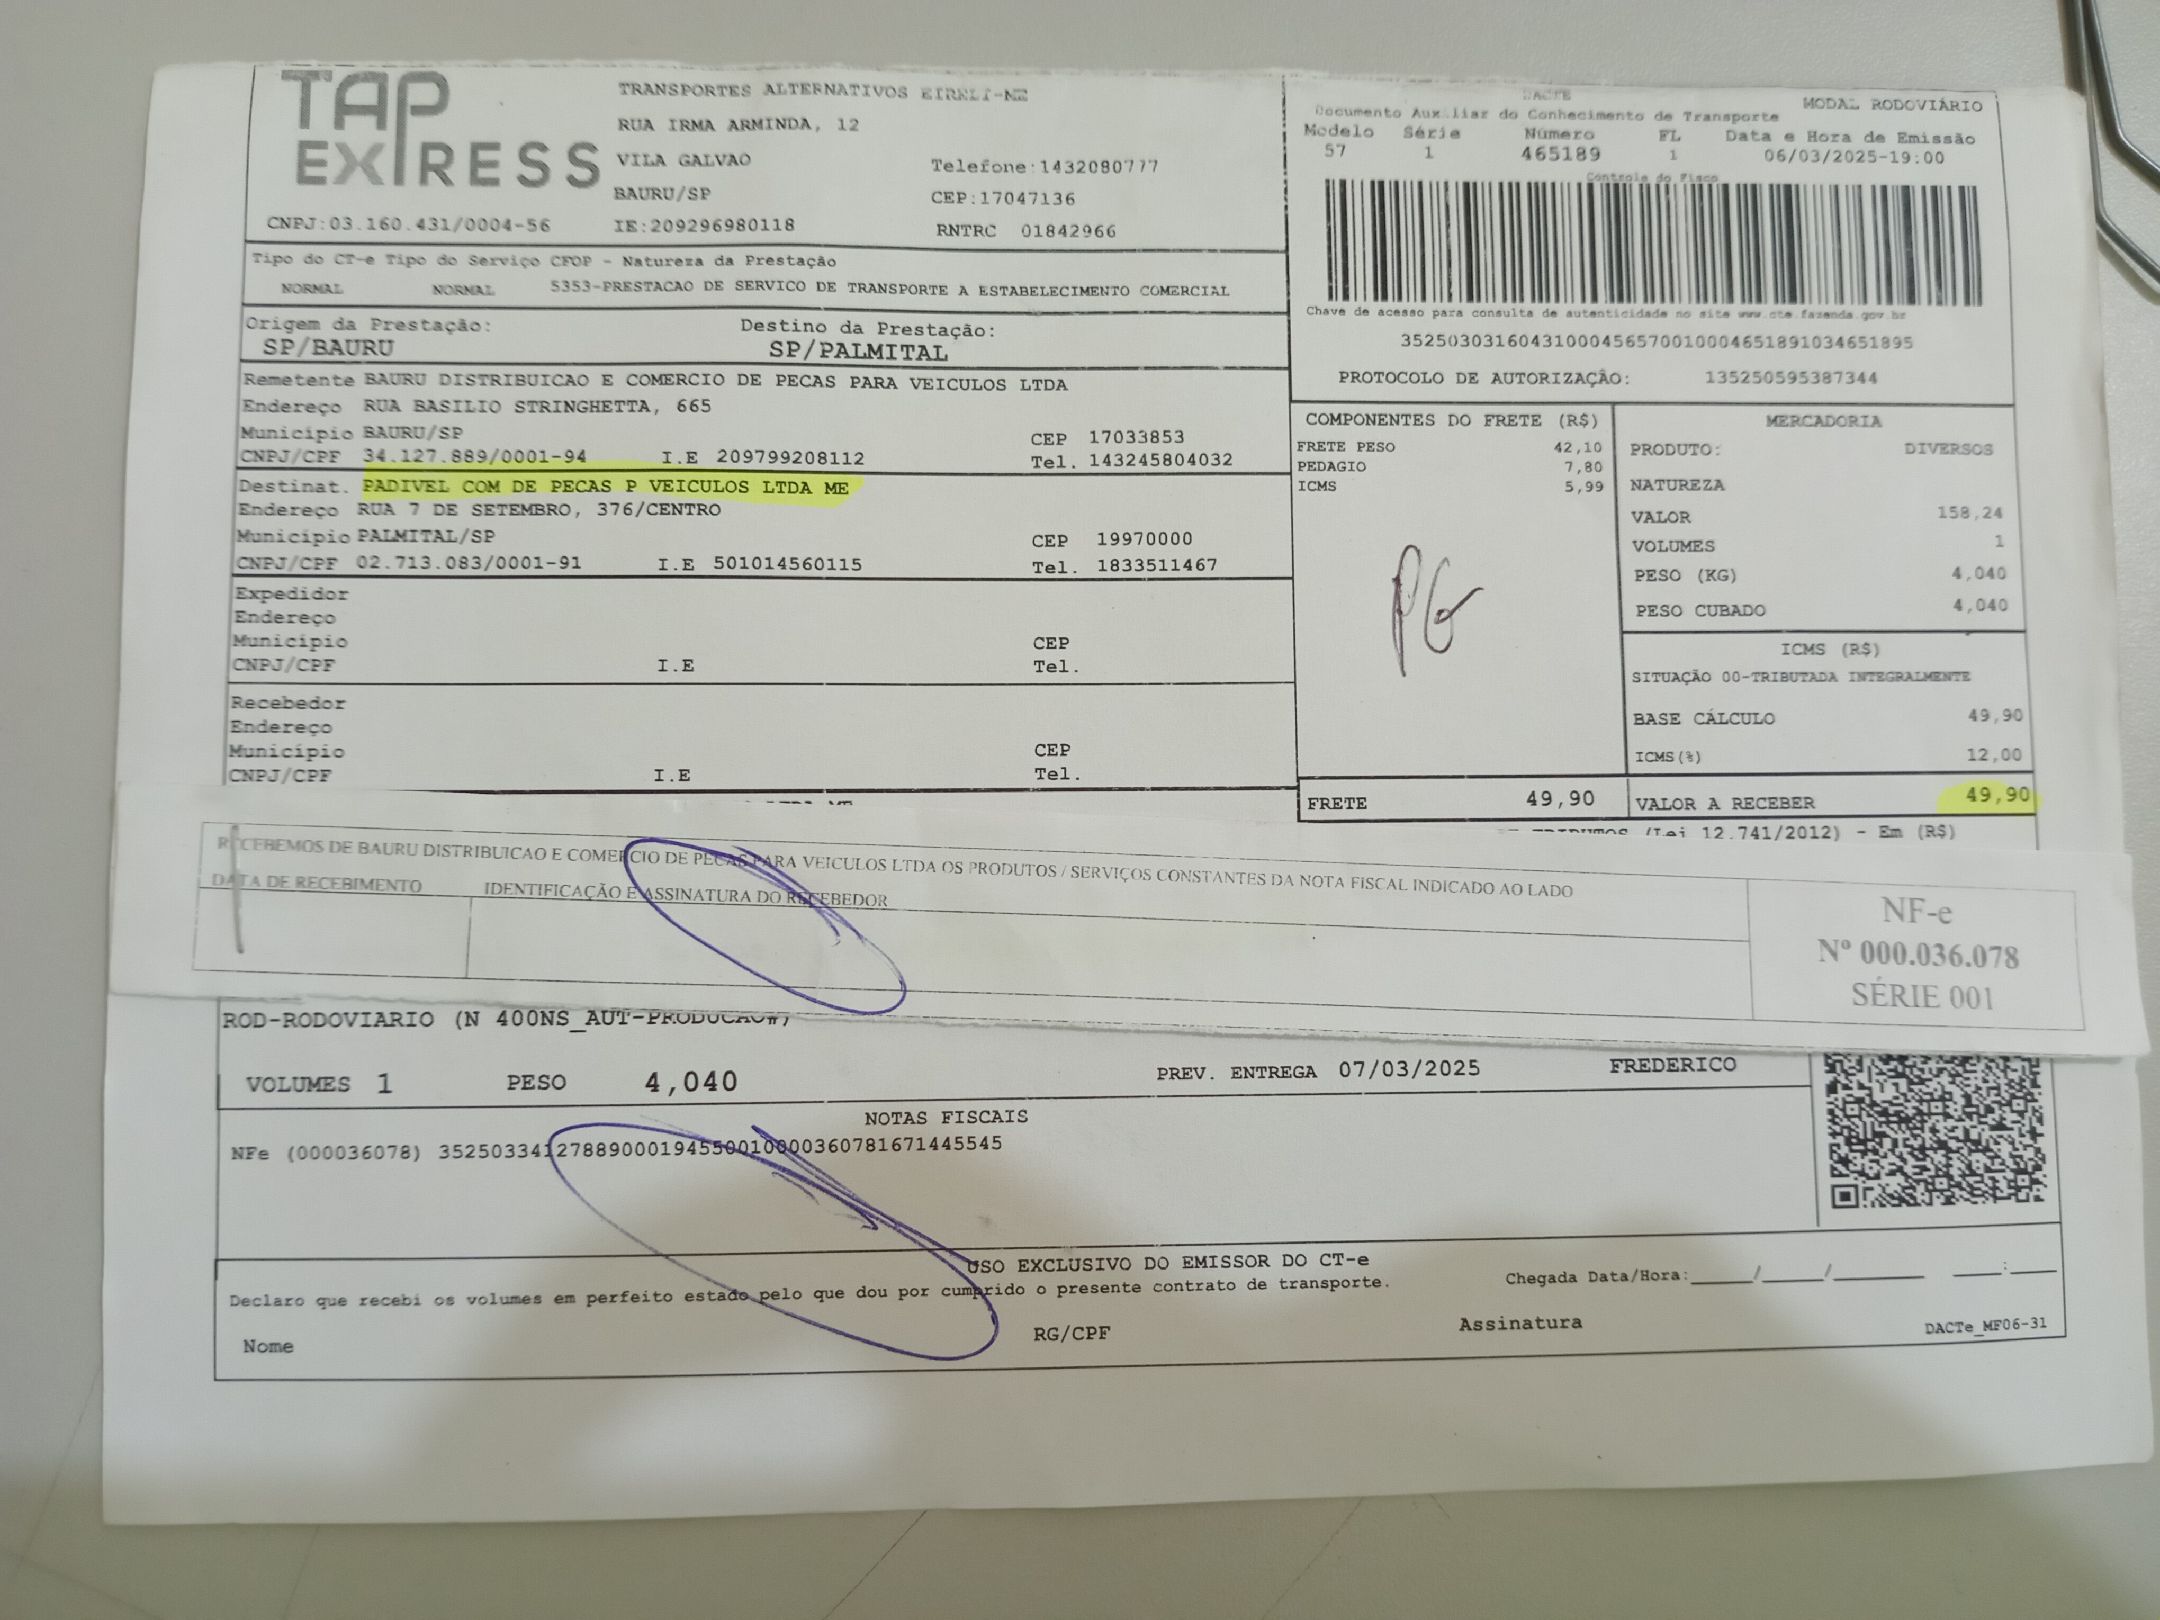 TAP EXPRESS
TRANSPORTES ALTERNATIVOS EIRELI-ME
RUA IRMA ARMINDA, 12
VILA GALVAO Telefone:1432080777
BAURU/SP CEP:17047136
CNPJ:03.160.431/0004-56 IE:209296980118 RNTRC 01842966
DACTE MODAL RODOVIÁRIO
Documento Auxiliar do Conhecimento de Transporte
Modelo Série Número FL Data e Hora de Emissão
57 1 465189 1 06/03/2025-19:00
Controle do Fisco
Chave de acesso para consulta de autenticidade no site www.cte.fazenda.gov.br
35250303160431000456570010004651891034651895
PROTOCOLO DE AUTORIZAÇÃO: 135250595387344
Tipo do CT-e Tipo do Serviço CFOP - Natureza da Prestação
NORMAL NORMAL 5353-PRESTACAO DE SERVICO DE TRANSPORTE A ESTABELECIMENTO COMERCIAL
Origem da Prestação: Destino da Prestação:
SP/BAURU SP/PALMITAL
Remetente BAURU DISTRIBUICAO E COMERCIO DE PECAS PARA VEICULOS LTDA
Endereço RUA BASILIO STRINGHETTA, 665
Município BAURU/SP CEP 17033853
CNPJ/CPF 34.127.889/0001-94 I.E 209799208112 Tel. 143245804032
Destinat. PADIVEL COM DE PECAS P VEICULOS LTDA ME
Endereço RUA 7 DE SETEMBRO, 376/CENTRO
Município PALMITAL/SP CEP 19970000
CNPJ/CPF 02.713.083/0001-91 I.E 501014560115 Tel. 1833511467
Expedidor
Endereço
Município CEP
CNPJ/CPF I.E Tel.
Recebedor
Endereço
Município CEP
CNPJ/CPF I.E Tel.
COMPONENTES DO FRETE (R$)
FRETE PESO 42,10
PEDAGIO 7,80
ICMS 5,99
PG
FRETE 49,90
MERCADORIA
PRODUTO: DIVERSOS
NATUREZA
VALOR 158,24
VOLUMES 1
PESO (KG) 4,040
PESO CUBADO 4,040
ICMS (R$)
SITUAÇÃO 00-TRIBUTADA INTEGRALMENTE
BASE CÁLCULO 49,90
ICMS(%) 12,00
VALOR A RECEBER 49,90
(Lei 12.741/2012) - Em (R$)
RECEBEMOS DE BAURU DISTRIBUICAO E COMERCIO DE PECAS PARA VEICULOS LTDA OS PRODUTOS / SERVIÇOS CONSTANTES DA NOTA FISCAL INDICADO AO LADO
DATA DE RECEBIMENTO IDENTIFICAÇÃO E ASSINATURA DO RECEBEDOR
NF-e
Nº 000.036.078
SÉRIE 001
ROD-RODOVIARIO (N 400NS_AUT-PRODUCAO#)
VOLUMES 1 PESO 4,040 PREV. ENTREGA 07/03/2025 FREDERICO
NOTAS FISCAIS
NFe (000036078) 35250334127889000194550010000360781671445545
USO EXCLUSIVO DO EMISSOR DO CT-e
Declaro que recebi os volumes em perfeito estado pelo que dou por cumprido o presente contrato de transporte. Chegada Data/Hora:_____/_____/_______ ____:____
Nome RG/CPF Assinatura
DACTe_MF06-31